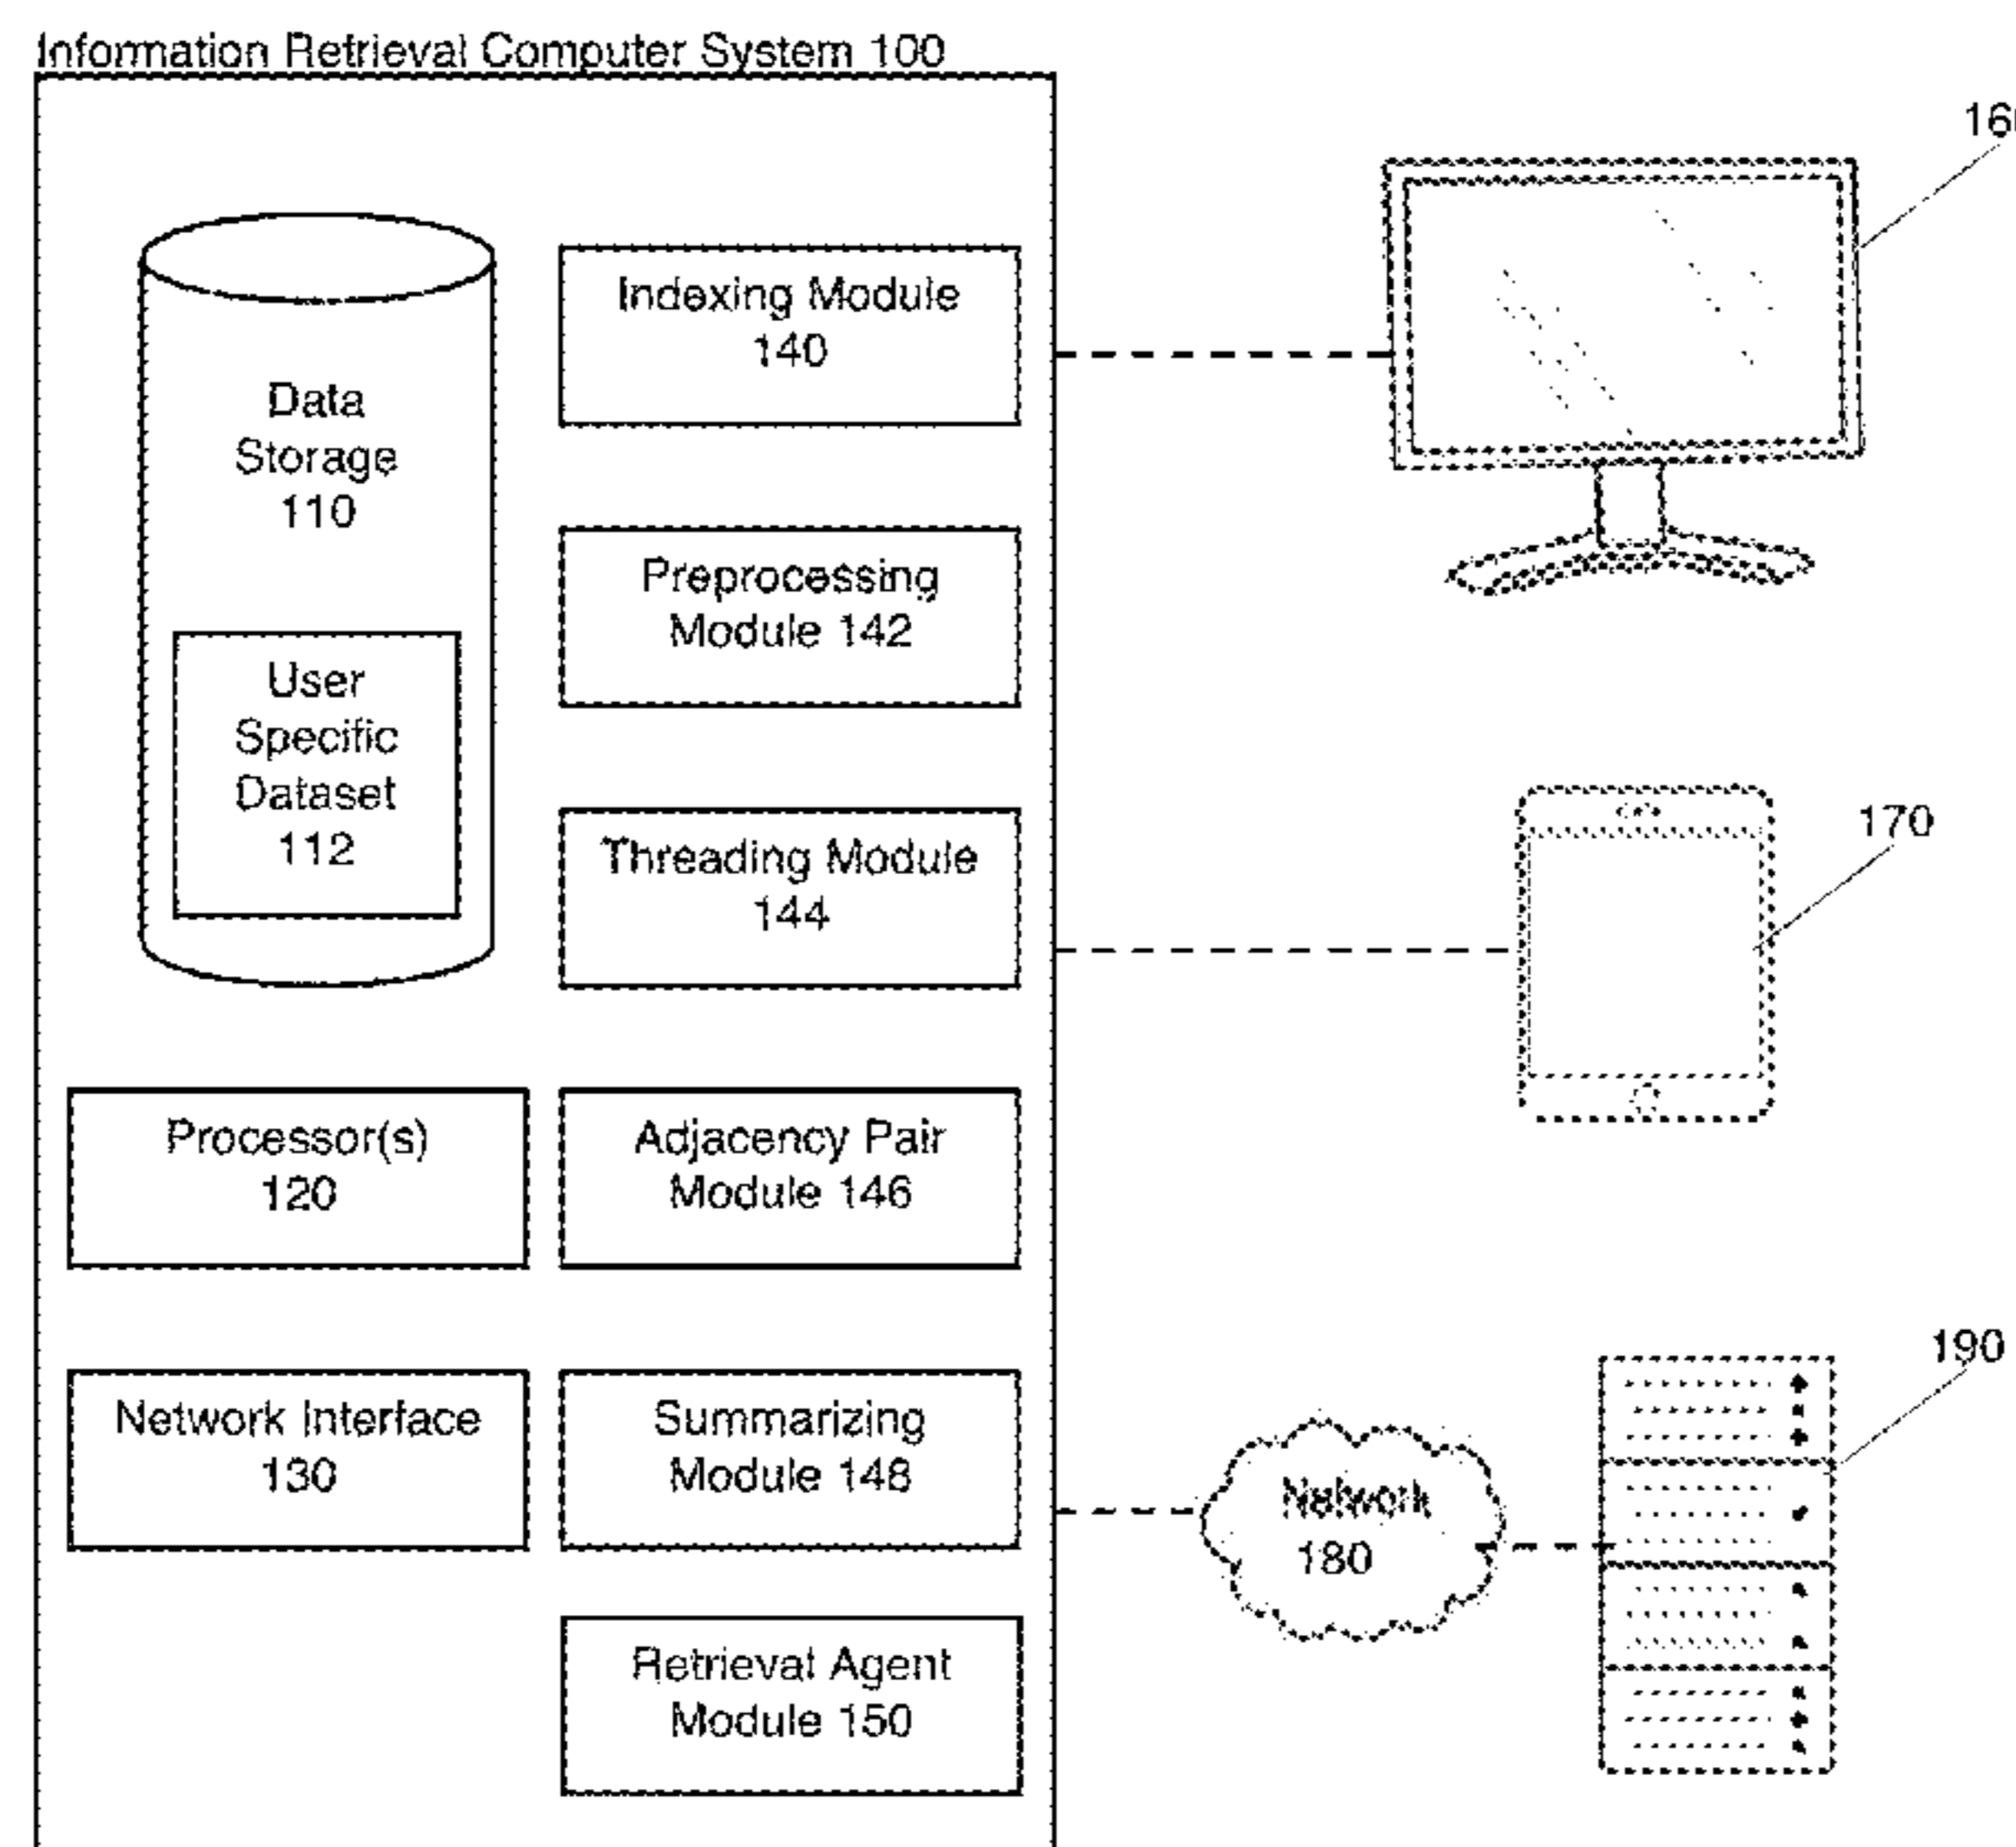 Information Retrieval Computer System 100
Data
Storage
110
User
Specific
Dataset
112
Processor(s)
120
Network Interface
130
Indexing Module
140
Preprocessing
Module 142
Threading Module
144
Adjacency Pair
Module 146
Summarizing
Module 148
Retrieval Agent
Module 150
170
Network
180
190